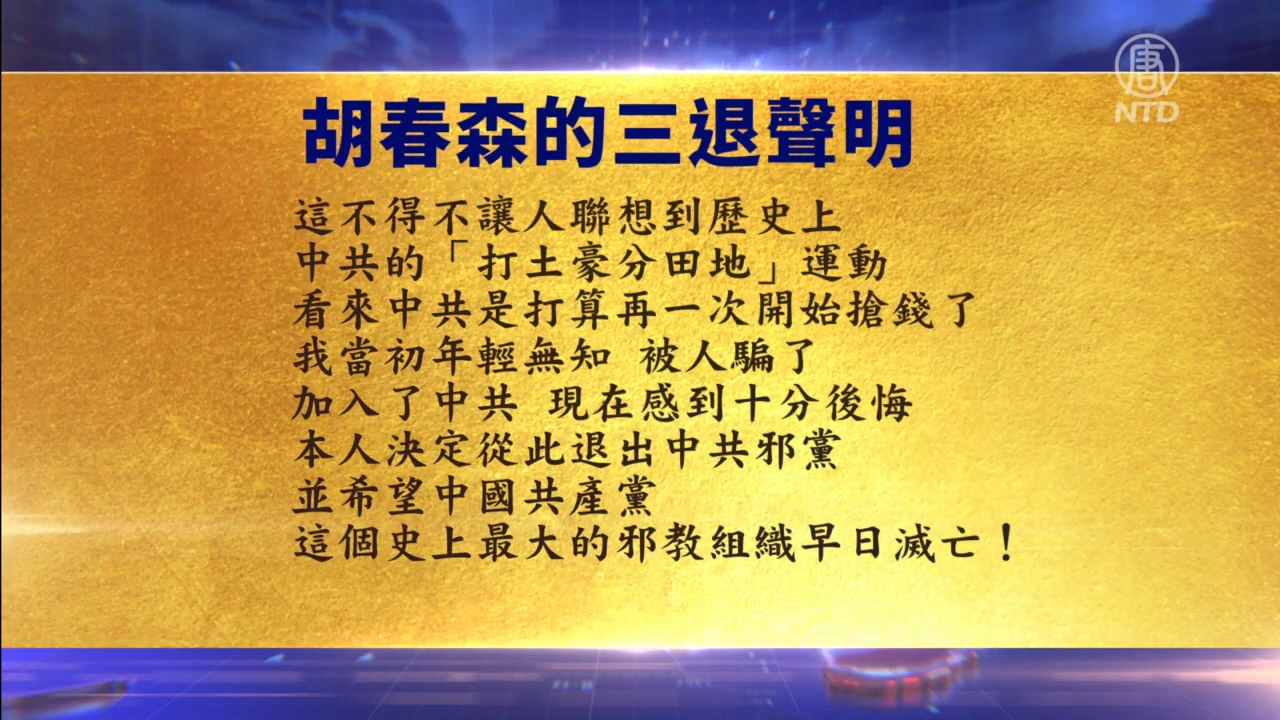 唐
NTD
胡春森的三退聲明
這不得不讓人聯想到歷史上
中共的「打土豪分田地」運動
看來中共是打算再一次開始搶錢了
我當初年輕無知 被人騙了
加入了中共 現在感到十分後悔
本人決定從此退出中共邪黨
並希望中國共產黨
這個史上最大的邪教組織早日滅亡！